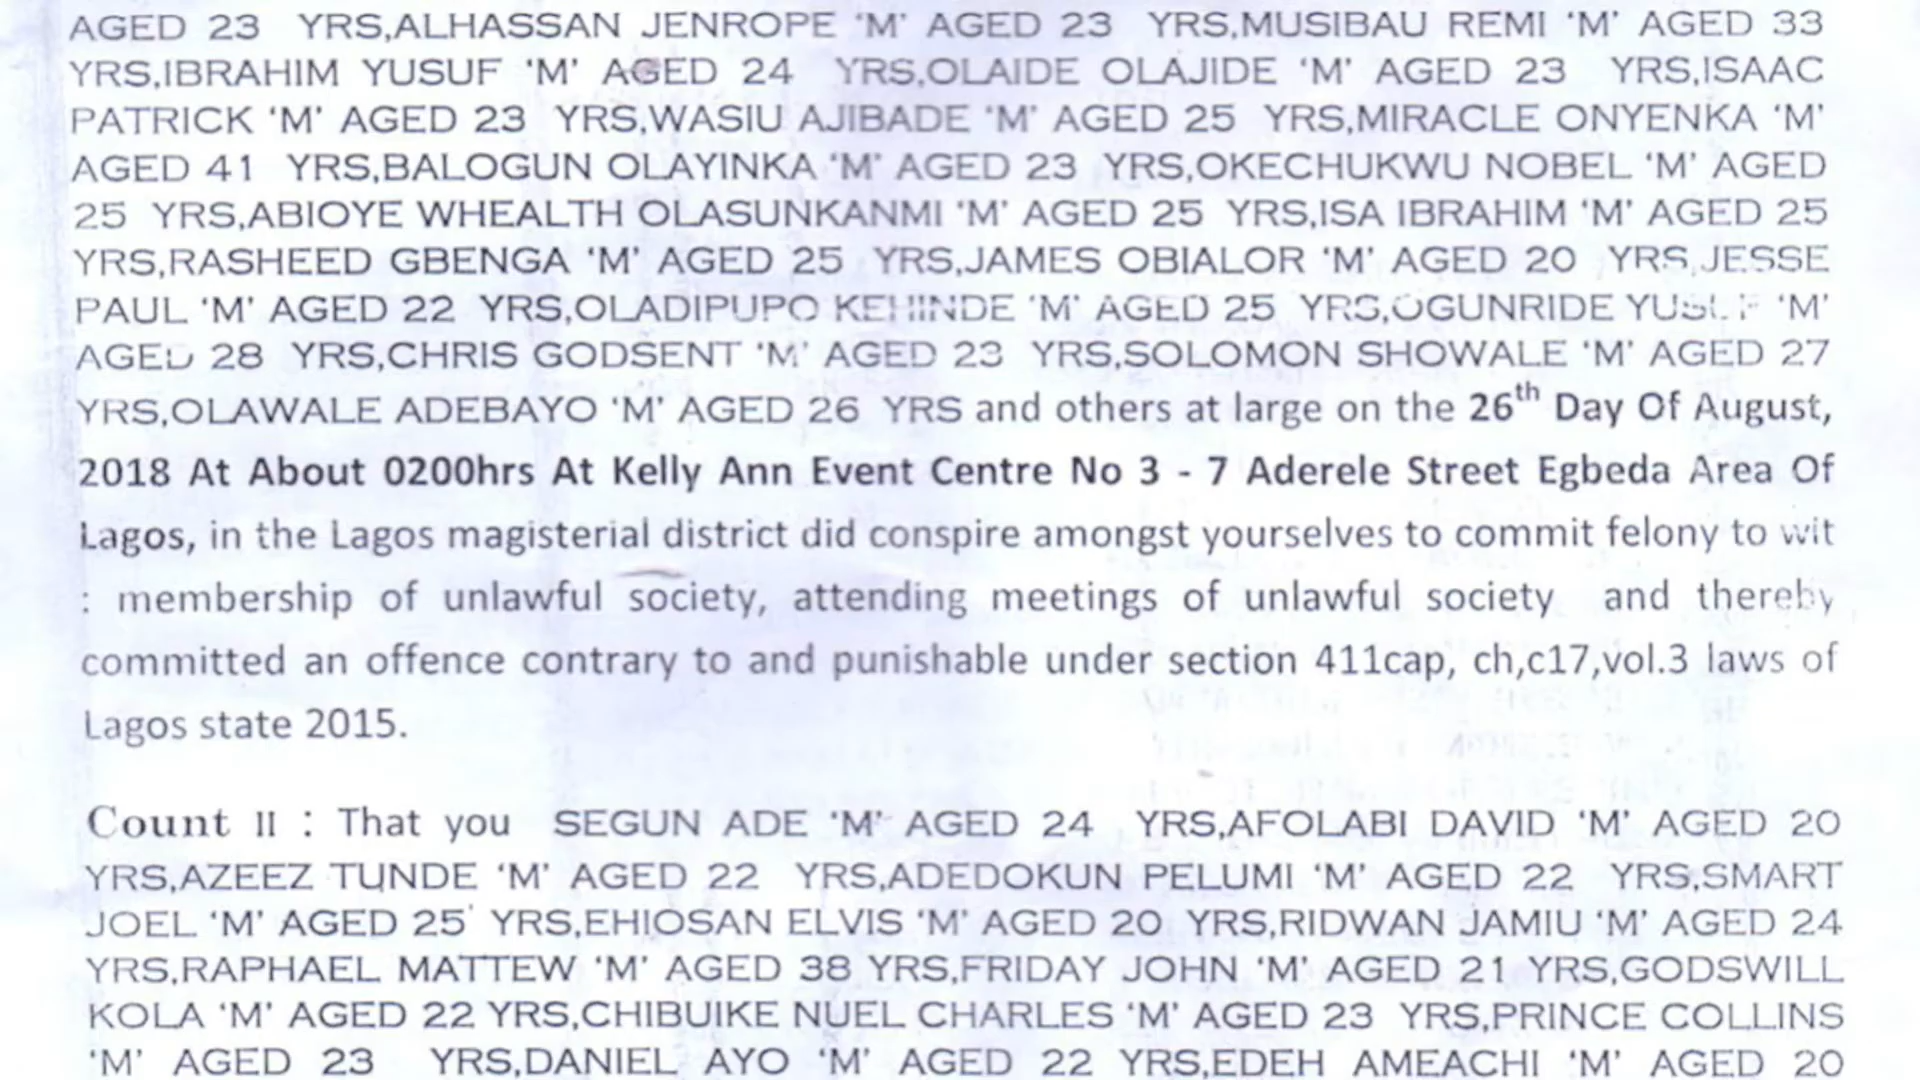 AGED 23 YRS,ALHASSAN JENROPE 'M' AGED 23 YRS,MUSIBAU REMI 'M' AGED 33
YRS,IBRAHIM YUSUF 'M' AGED 24 YRS,OLAIDE OLAJIDE 'M' AGED 23 YRS,ISAAC
PATRICK 'M' AGED 23 YRS,WASIU AJIBADE 'M' AGED 25 YRS,MIRACLE ONYENKA 'M'
AGED 41 YRS,BALOGUN OLAYINKA 'M' AGED 23 YRS,OKECHUKWU NOBEL 'M' AGED
25 YRS,ABIOYE WHEALTH OLASUNKANMI 'M' AGED 25 YRS,ISA IBRAHIM 'M' AGED 25
YRS,RASHEED GBENGA 'M' AGED 25 YRS,JAMES OBIALOR 'M' AGED 20 YRS,JESSE
PAUL 'M' AGED 22 YRS,OLADIPUPO KEHINDE 'M' AGED 25 YRS,OGUNRIDE YUSUF 'M'
AGED 28 YRS,CHRIS GODSENT 'M' AGED 23 YRS,SOLOMON SHOWALE 'M' AGED 27
YRS,OLAWALE ADEBAYO 'M' AGED 26 YRS and others at large on the 26th Day Of August,
2018 At About 0200hrs At Kelly Ann Event Centre No 3 - 7 Aderele Street Egbeda Area Of
Lagos, in the Lagos magisterial district did conspire amongst yourselves to commit felony to wit
: membership of unlawful society, attending meetings of unlawful society and thereby
committed an offence contrary to and punishable under section 411cap, ch,c17,vol.3 laws of
Lagos state 2015.
Count II : That you SEGUN ADE 'M' AGED 24 YRS,AFOLABI DAVID 'M' AGED 20
YRS,AZEEZ TUNDE 'M' AGED 22 YRS,ADEDOKUN PELUMI 'M' AGED 22 YRS,SMART
JOEL 'M' AGED 25 YRS,EHIOSAN ELVIS 'M' AGED 20 YRS,RIDWAN JAMIU 'M' AGED 24
YRS,RAPHAEL MATTEW 'M' AGED 38 YRS,FRIDAY JOHN 'M' AGED 21 YRS,GODSWILL
KOLA 'M' AGED 22 YRS,CHIBUIKE NUEL CHARLES 'M' AGED 23 YRS,PRINCE COLLINS
'M' AGED 23 YRS,DANIEL AYO 'M' AGED 22 YRS,EDEH AMEACHI 'M' AGED 20